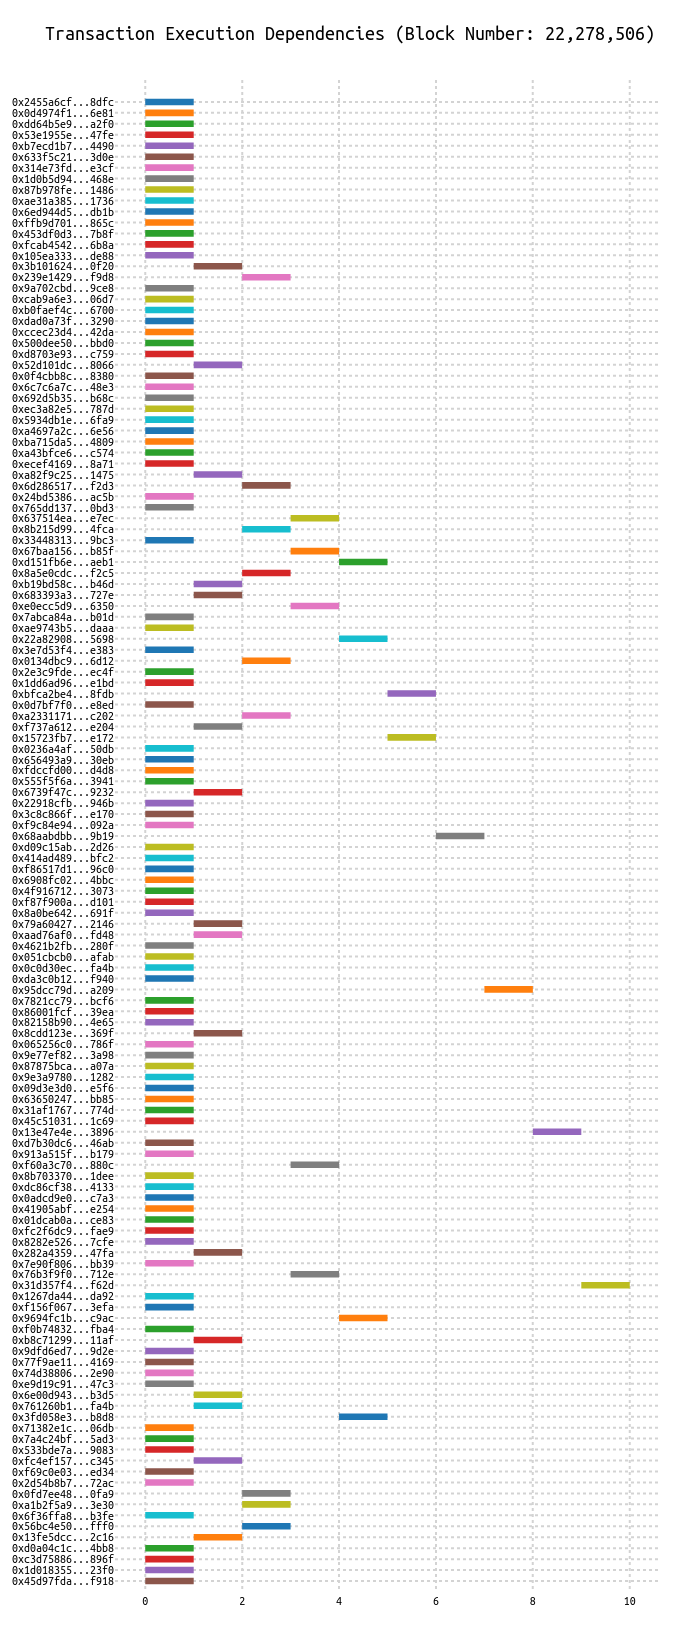 Transaction Execution Dependencies (Block Number: 22,278,506)
0x2455a6cf...8dfc
0x0d4974f1...6e81
0xdd64b5e9...a2f0
0x53e1955e...47fe
0xb7ecd1b7...4490
0x633f5c21...3d0e
0x314e73fd...e3cf
0x1d0b5d94...468e
0x87b978fe...1486
0xae31a385...1736
0x6ed944d5...db1b
0xffb9d701...865c
0x453df0d3...7b8f
0xfcab4542...6b8a
0x105ea333...de88
0x3b101624...0f20
0x239e1429...f9d8
0x9a702cbd...9ce8
0xcab9a6e3...06d7
0xb0faef4c...6700
0xdad0a73f...3290
0xccec23d4...42da
0x500dee50...bbd0
0xd8703e93...c759
0x52d101dc...8066
0x0f4cbb8c...8380
0x6c7c6a7c...48e3
0x692d5b35...b68c
0xec3a82e5...787d
0x5934db1e...6fa9
0xa4697a2c...6e56
0xba715da5...4809
0xa43bfce6...c574
0xecef4169...8a71
0xa82f9c25...1475
0x6d286517...f2d3
0x24bd5386...ac5b
0x765dd137...0bd3
0x637514ea...e7ec
0x8b215d99...4fca
0x33448313...9bc3
0x67baa156...b85f
0xd151fb6e...aeb1
0x8a5e0cdc...f2c5
0xb19bd58c...b46d
0x683393a3...727e
0xe0ecc5d9...6350
0x7abca84a...b01d
0xae9743b5...daaa
0x22a82908...5698
0x3e7d53f4...e383
0x0134dbc9...6d12
0x2e3c9fde...ec4f
0x1dd6ad96...e1bd
0xbfca2be4...8fdb
0x0d7bf7f0...e8ed
0xa2331171...c202
0xf737a612...e204
0x15723fb7...e172
0x0236a4af...50db
0x656493a9...30eb
0xfdccfd00...d4d8
0x555f5f6a...3941
0x6739f47c...9232
0x22918cfb...946b
0x3c8c866f...e170
0xf9c84e94...092a
0x68aabdbb...9b19
0xd09c15ab...2d26
0x414ad489...bfc2
0xf86517d1...96c0
0x6908fc02...4bbc
0x4f916712...3073
0xf87f900a...d101
0x8a0be642...691f
0x79a60427...2146
0xaad76af0...fd48
0x4621b2fb...280f
0x051cbcb0...afab
0x0c0d30ec...fa4b
0xda3c0b12...f940
0x95dcc79d...a209
0x7821cc79...bcf6
0x86001fcf...39ea
0x82158b90...4e65
0x8cdd123e...369f
0x065256c0...786f
0x9e77ef82...3a98
0x87875bca...a07a
0x9e3a9780...1282
0x09d3e3d0...e5f6
0x63650247...bb85
0x31af1767...774d
0x45c51031...1c69
0x13e47e4e...3896
0xd7b30dc6...46ab
0x913a515f...b179
0xf60a3c70...880c
0x8b703370...1dee
0xdc86cf38...4133
0x0adcd9e0...c7a3
0x41905abf...e254
0x01dcab0a...ce83
0xfc2f6dc9...fae9
0x8282e526...7cfe
0x282a4359...47fa
0x7e90f806...bb39
0x76b3f9f0...712e
0x31d357f4...f62d
0x1267da44...da92
0xf156f067...3efa
0x9694fc1b...c9ac
0xf0b74832...fba4
0xb8c71299...11af
0x9dfd6ed7...9d2e
0x77f9ae11...4169
0x74d38806...2e90
0xe9d19c91...47c3
0x6e00d943...b3d5
0x761260b1...fa4b
0x3fd058e3...b8d8
0x71382e1c...06db
0x7a4c24bf...5ad3
0x533bde7a...9083
0xfc4ef157...c345
0xf69c0e03...ed34
0x2d54b8b7...72ac
0x0fd7ee48...0fa9
0xa1b2f5a9...3e30
0x6f36ffa8...b3fe
0x56bc4e50...fff0
0x13fe5dcc...2c16
0xd0a04c1c...4bb8
0xc3d75886...896f
0x1d018355...23f0
0x45d97fda...f918
0 2 4 6 8 10